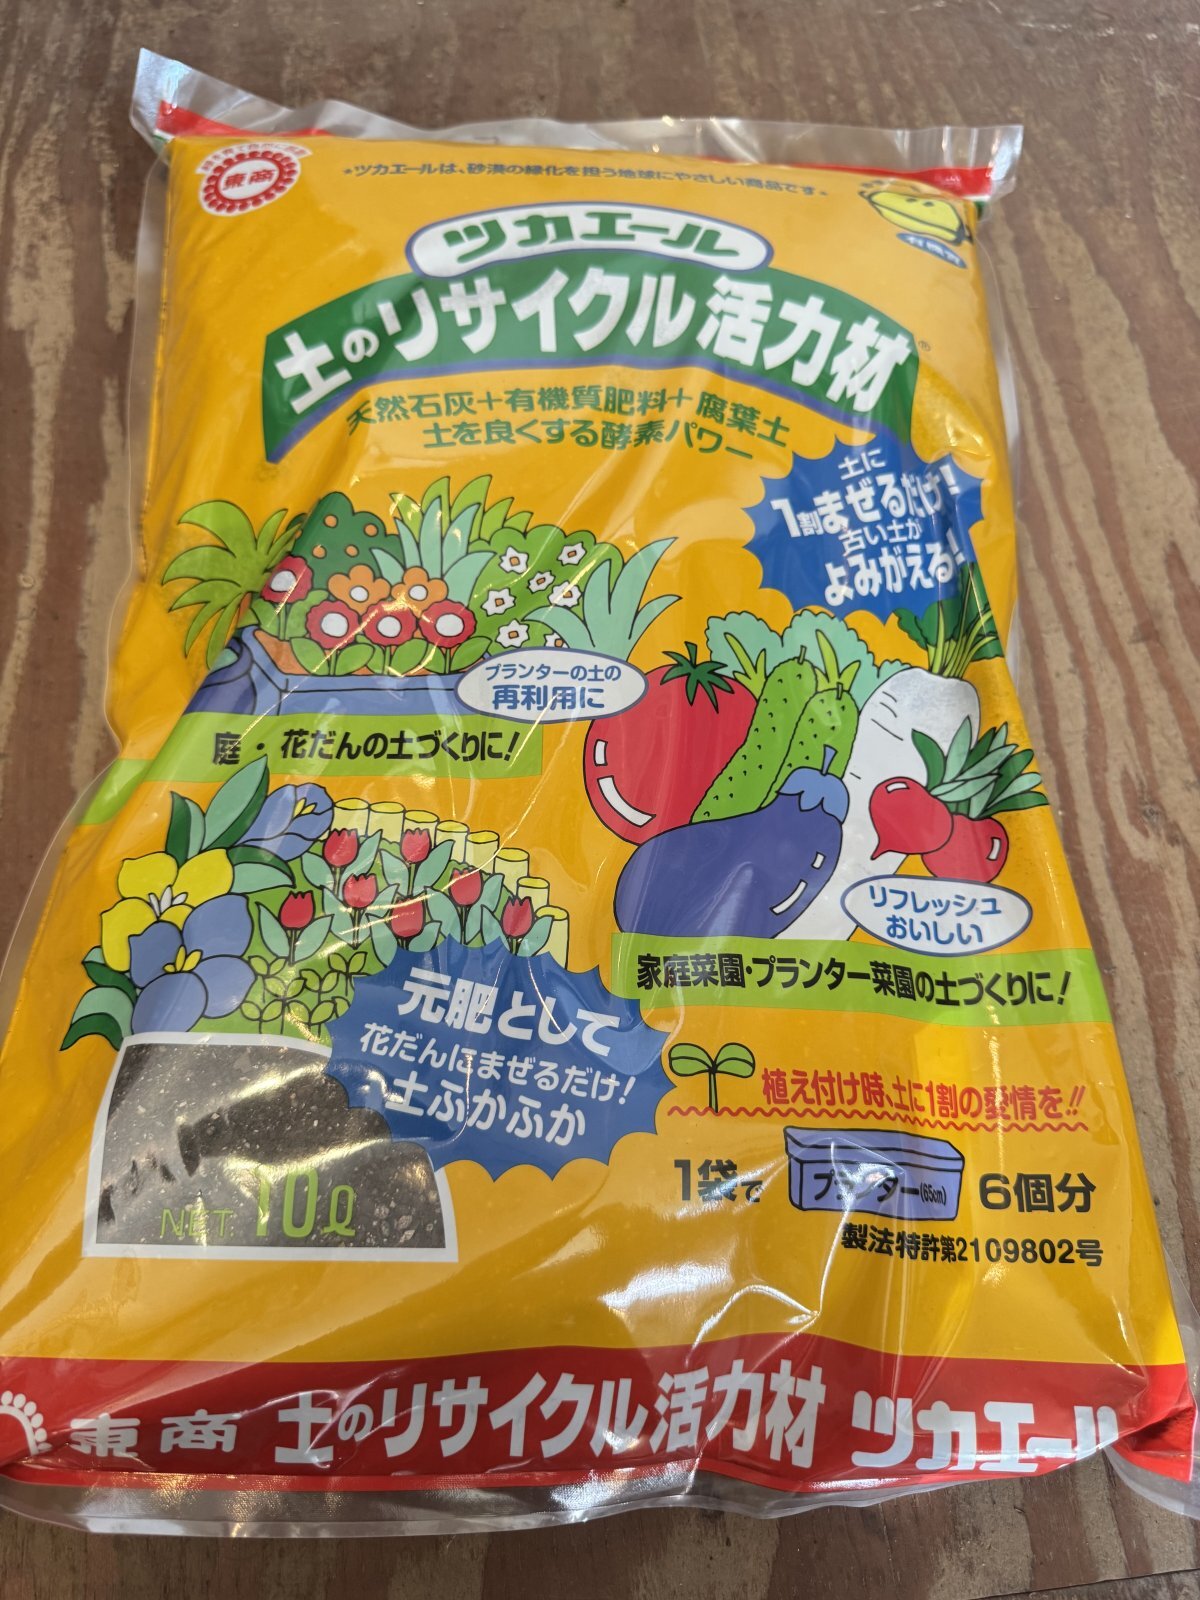 東商
*ツカエールは、砂漠の緑化を担う地球にやさしい商品です*
ツカエール
土のリサイクル活力材®
天然石灰+有機質肥料+腐葉土
土を良くする酵素パワー
土に
1割まぜるだけ!
古い土が
よみがえる!
プランターの土の
再利用に
庭・花だんの土づくりに!
リフレッシュ
おいしい
家庭菜園・プランター菜園の土づくりに!
元肥として
花だんにまぜるだけ!
土ふかふか
植え付け時、土に1割の愛情を!!
1袋で
プランター(65cm)
6個分
NET 10ℓ
製法特許第2109802号
東商 土のリサイクル活力材 ツカエール